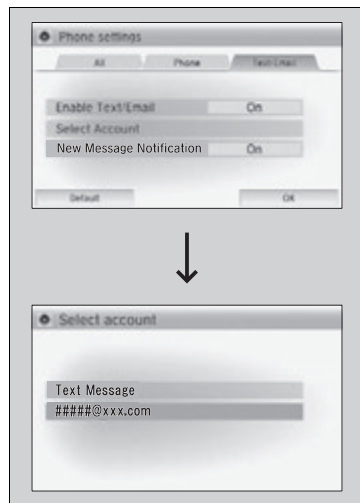 Phone settings
All Phone Text/Email
Enable Text/Email On
Select Account
New Message Notification On
Default OK
Select account
Text Message
#####@xxx.com